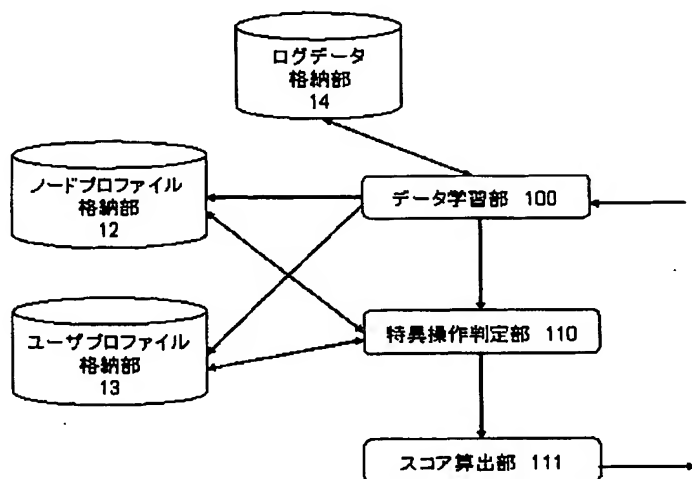 ログデータ
格納部
14
ノードプロファイル
格納部
12
データ学習部 100
ユーザプロファイル
格納部
13
特異操作判定部 110
スコア算出部 111